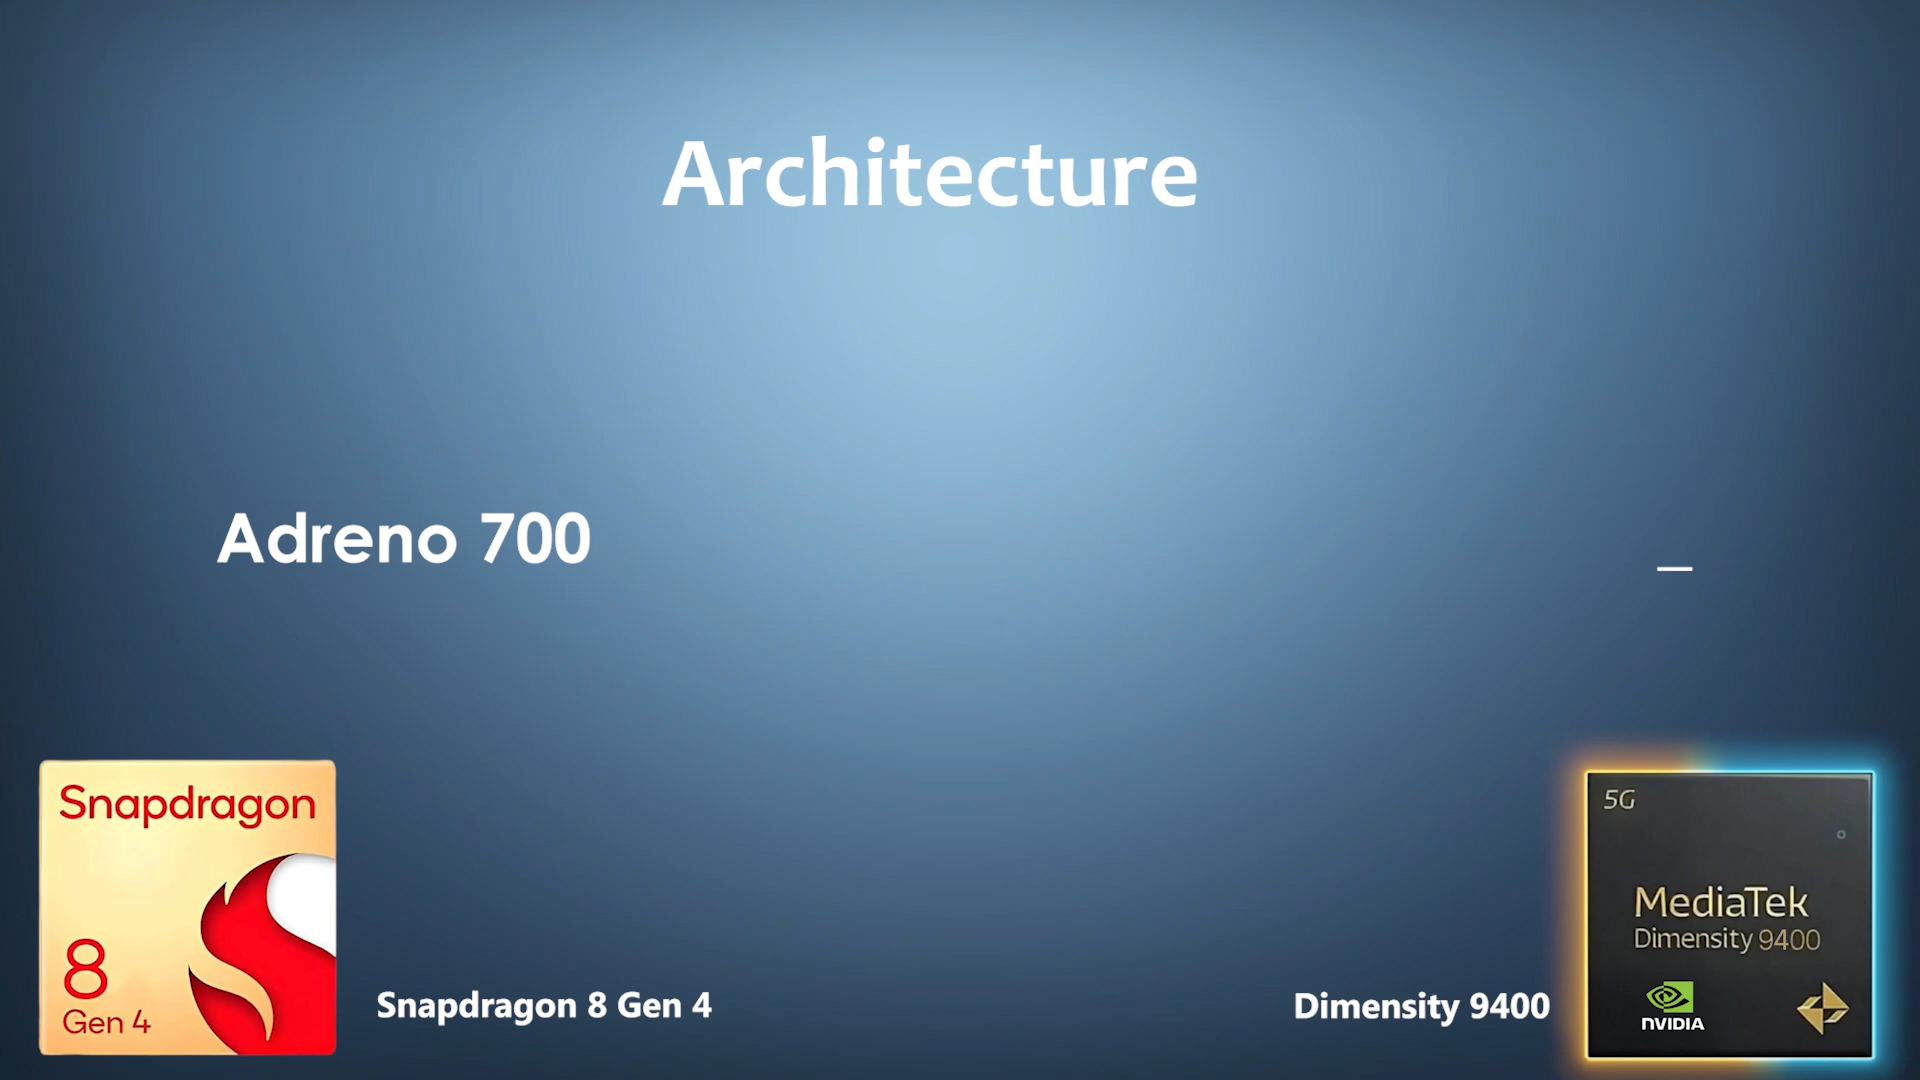 Architecture
Adreno 700
_
Snapdragon
8
Gen 4
Snapdragon 8 Gen 4
Dimensity 9400
5G
MediaTek
Dimensity 9400
NVIDIA